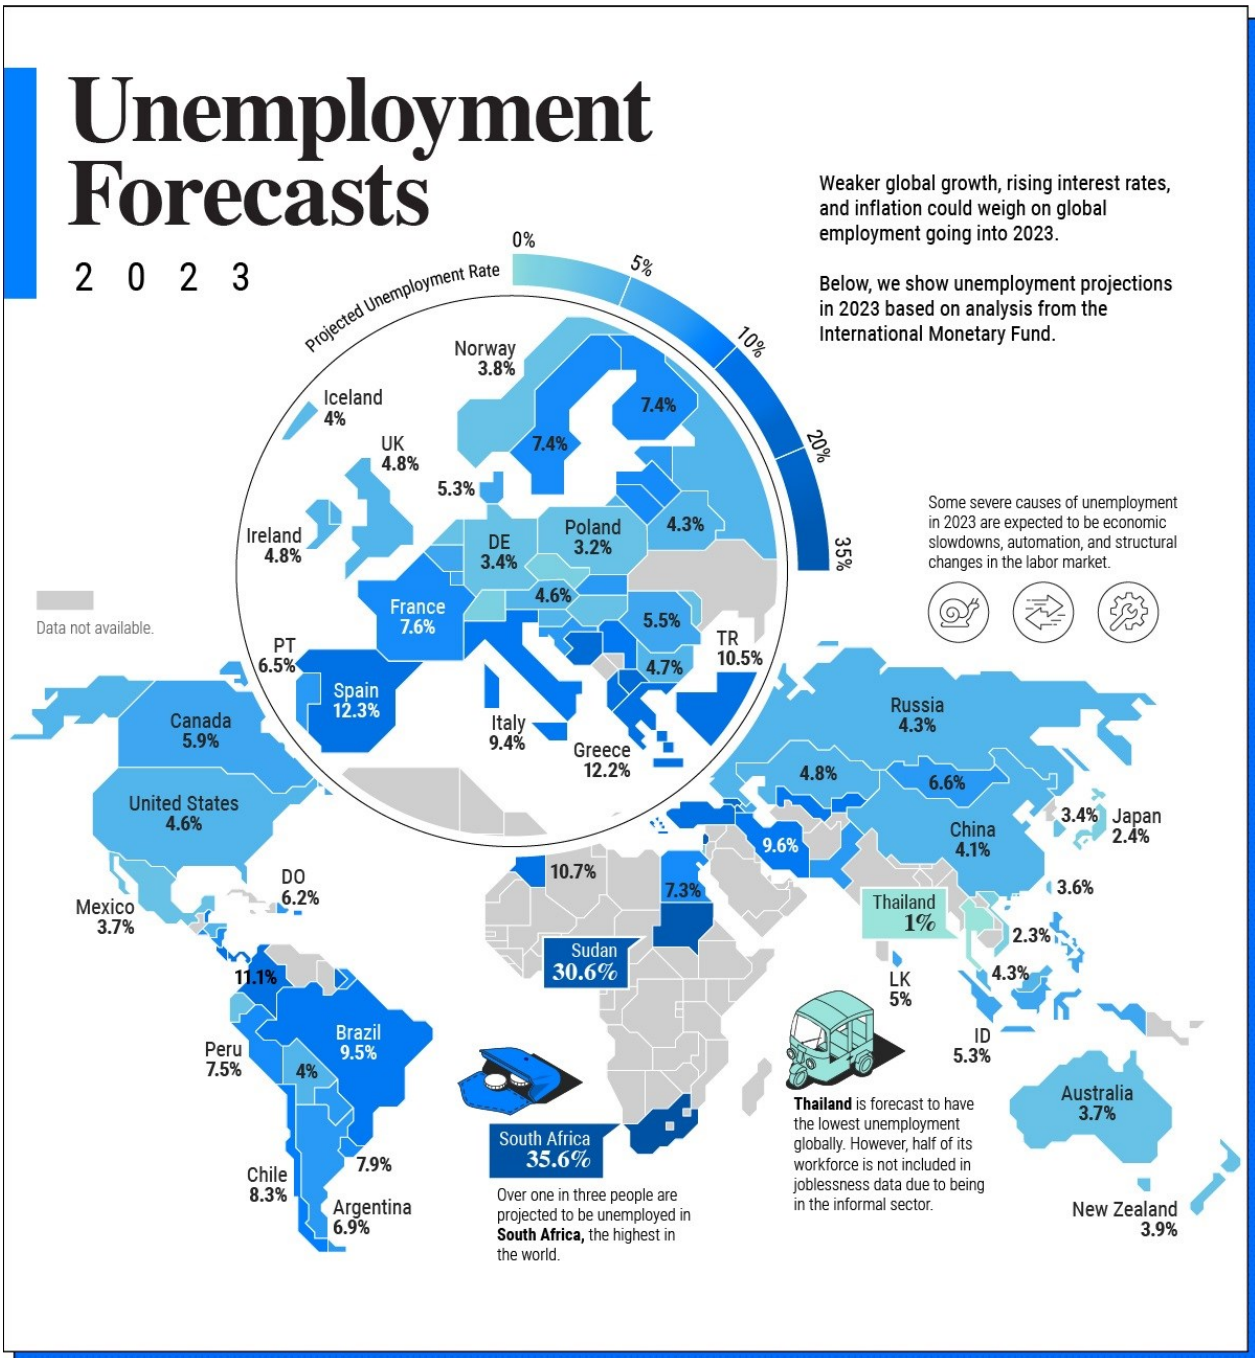 Unemployment
Forecasts
2 0 2 3
Weaker global growth, rising interest rates,
and inflation could weigh on global
employment going into 2023.
Below, we show unemployment projections
in 2023 based on analysis from the
International Monetary Fund.
Projected Unemployment Rate
0%
5%
10%
20%
35%
Norway
3.8%
Iceland
4%
UK
4.8%
Ireland
4.8%
7.4%
7.4%
5.3%
DE
3.4%
Poland
3.2%
4.3%
4.6%
France
7.6%
5.5%
4.7%
TR
10.5%
PT
6.5%
Spain
12.3%
Italy
9.4%
Greece
12.2%
Some severe causes of unemployment
in 2023 are expected to be economic
slowdowns, automation, and structural
changes in the labor market.
Data not available.
Canada
5.9%
United States
4.6%
Mexico
3.7%
DO
6.2%
11.1%
Brazil
9.5%
Peru
7.5%
4%
7.9%
Chile
8.3%
Argentina
6.9%
10.7%
7.3%
Sudan
30.6%
South Africa
35.6%
Over one in three people are
projected to be unemployed in
South Africa, the highest in
the world.
Russia
4.3%
4.8%
6.6%
China
4.1%
3.4%
Japan
2.4%
9.6%
3.6%
Thailand
1%
2.3%
4.3%
LK
5%
ID
5.3%
Thailand is forecast to have
the lowest unemployment
globally. However, half of its
workforce is not included in
joblessness data due to being
in the informal sector.
Australia
3.7%
New Zealand
3.9%